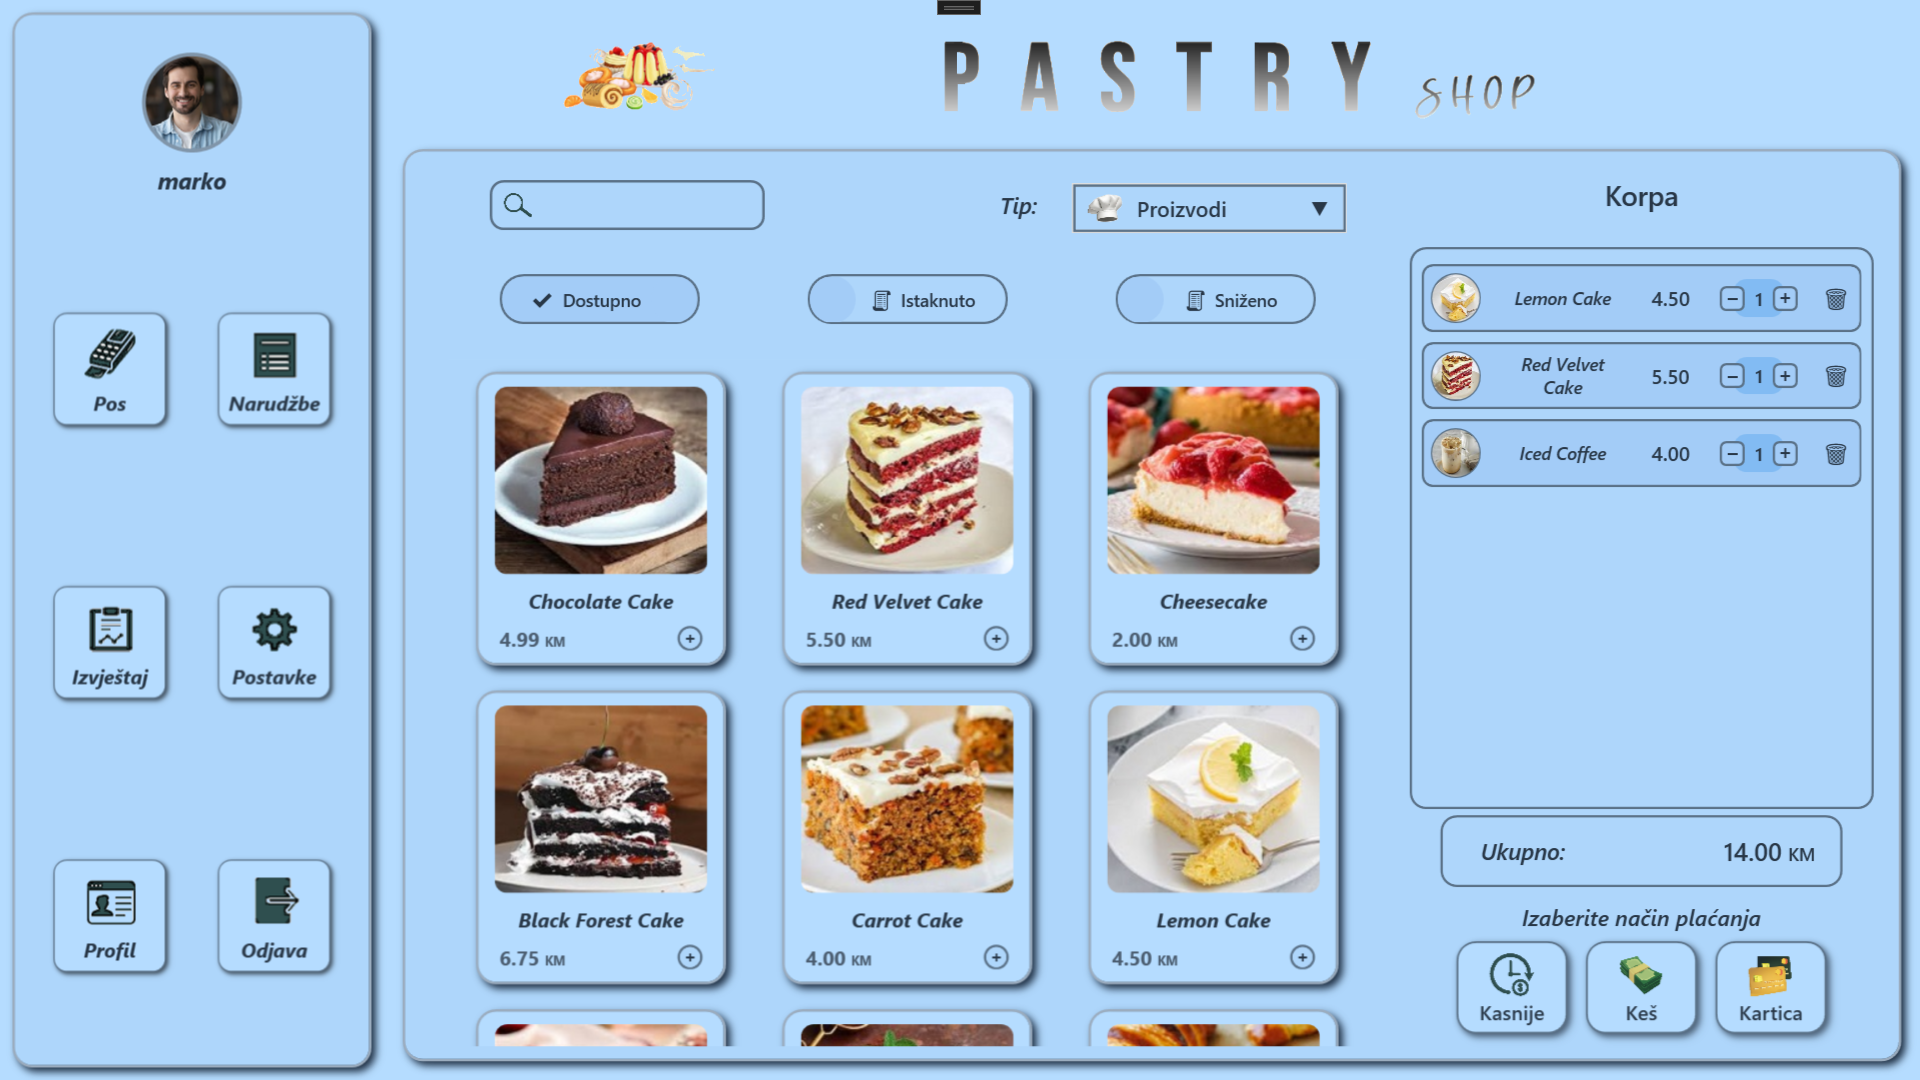 PASTRY SHOP
marko
Pos
Narudžbe
Izvještaj
Postavke
Profil
Odjava
Tip:
Proizvodi
Dostupno
Istaknuto
Sniženo
Chocolate Cake
4.99 KM
Red Velvet Cake
5.50 KM
Cheesecake
2.00 KM
Black Forest Cake
6.75 KM
Carrot Cake
4.00 KM
Lemon Cake
4.50 KM
Korpa
Lemon Cake 4.50 1
Red Velvet
Cake
5.50 1
Iced Coffee 4.00 1
Ukupno: 14.00 KM
Izaberite način plaćanja
Kasnije
Keš
Kartica